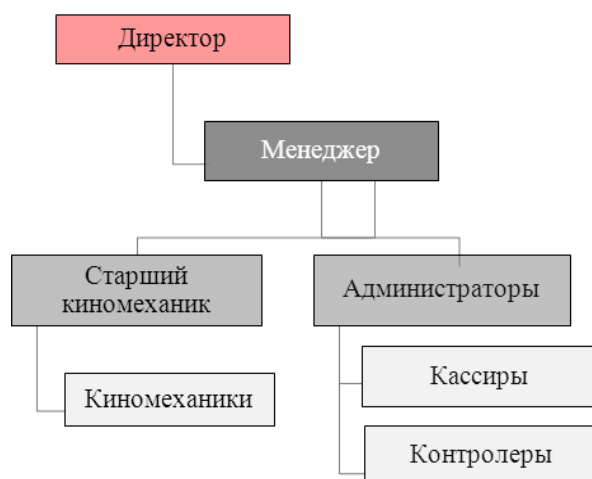 Директор
Менеджер
Старший
киномеханик
Администраторы
Киномеханики
Кассиры
Контролеры